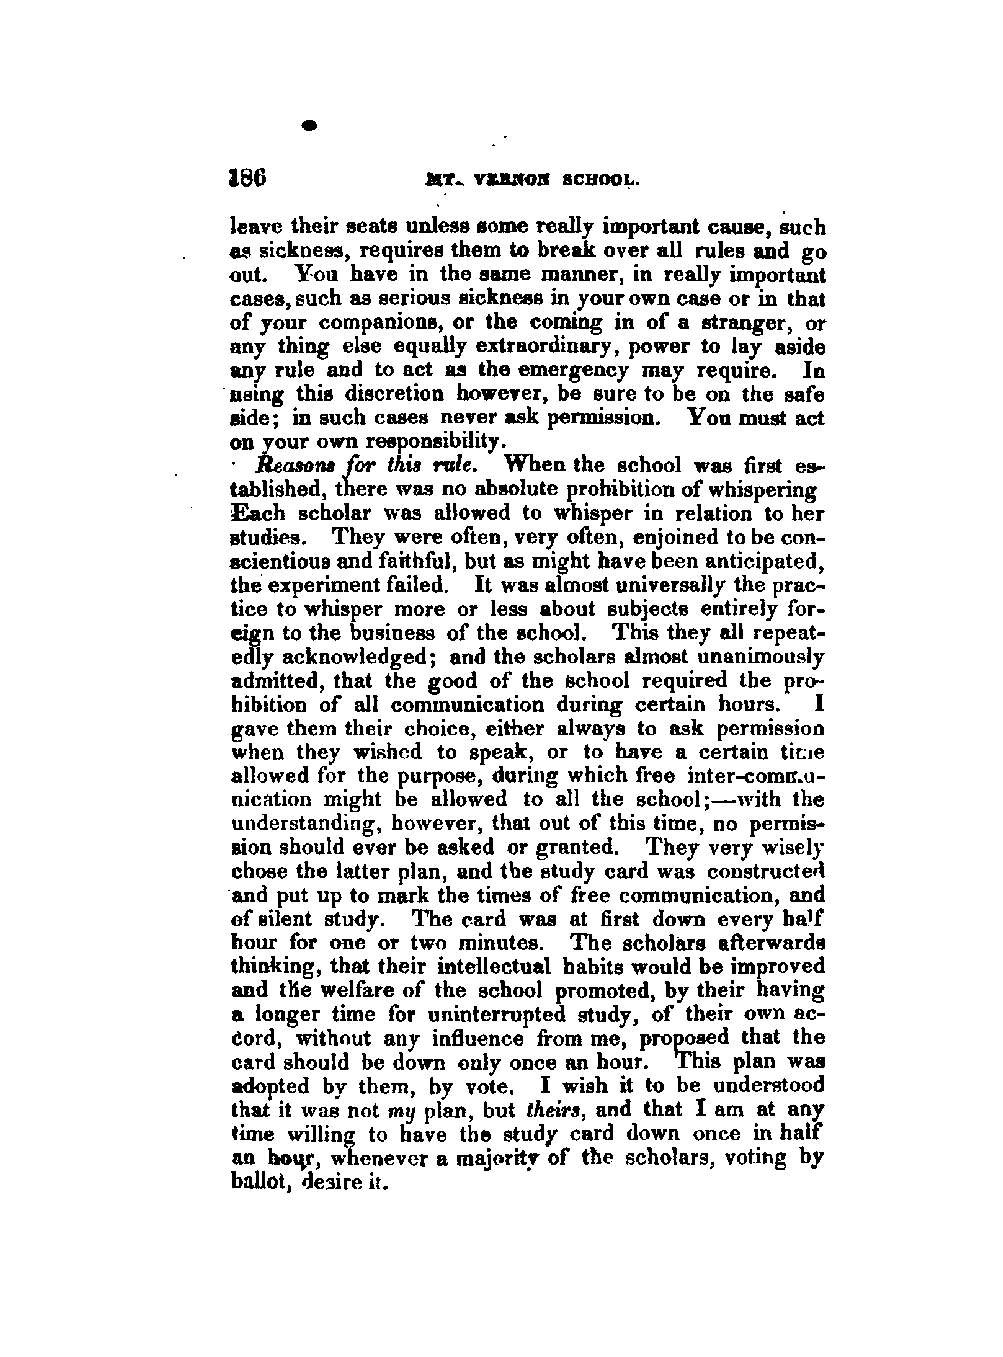 186 MT. VERNON SCHOOL.
leave their seats unless some really important cause, such
as sickness, requires them to break over all rules and go
out. You have in the same manner, in really important
cases, such as serious sickness in your own case or in that
of your companions, or the coming in of a stranger, or
any thing else equally extraordinary, power to lay aside
any rule and to act as the emergency may require. In
using this discretion however, be sure to be on the safe
side; in such cases never ask permission. You must act
on your own responsibility.
Reasons for this rule. When the school was first es-
tablished, there was no absolute prohibition of whispering
Each scholar was allowed to whisper in relation to her
studies. They were often, very often, enjoined to be con-
scientious and faithful, but as might have been anticipated,
the experiment failed. It was almost universally the prac-
tice to whisper more or less about subjects entirely for-
eign to the business of the school. This they all repeat-
edly acknowledged; and the scholars almost unanimously
admitted, that the good of the school required the pro-
hibition of all communication during certain hours. I
gave them their choice, either always to ask permission
when they wished to speak, or to have a certain time
allowed for the purpose, during which free inter-commu-
nication might be allowed to all the school;—with the
understanding, however, that out of this time, no permis-
sion should ever be asked or granted. They very wisely
chose the latter plan, and the study card was constructed
and put up to mark the times of free communication, and
of silent study. The card was at first down every half
hour for one or two minutes. The scholars afterwards
thinking, that their intellectual habits would be improved
and the welfare of the school promoted, by their having
a longer time for uninterrupted study, of their own ac-
cord, without any influence from me, proposed that the
card should be down only once an hour. This plan was
adopted by them, by vote. I wish it to be understood
that it was not my plan, but theirs, and that I am at any
time willing to have the study card down once in half
an hour, whenever a majority of the scholars, voting by
ballot, desire it.